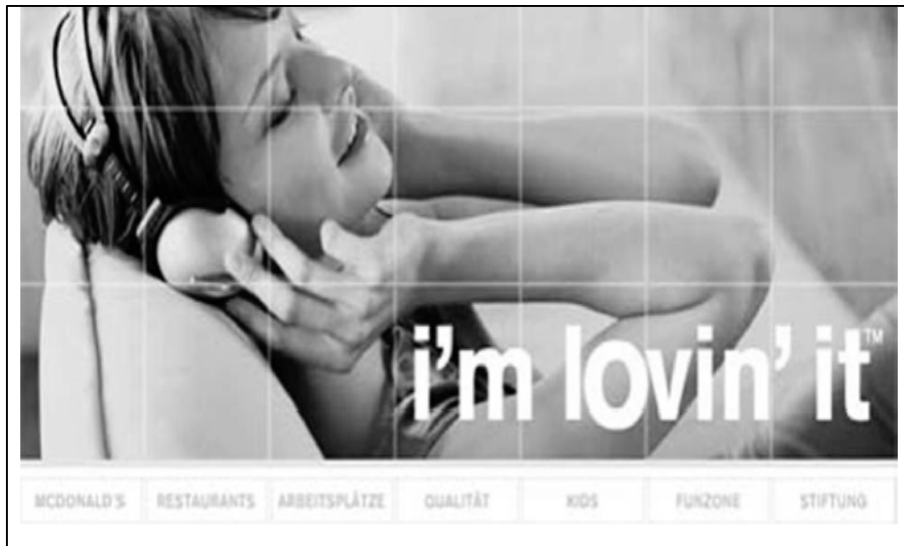 i'm lovin' it™
MCDONALD'S RESTAURANTS ARBEITSPLÄTZE QUALITÄT KIDS FUNZONE STIFTUNG